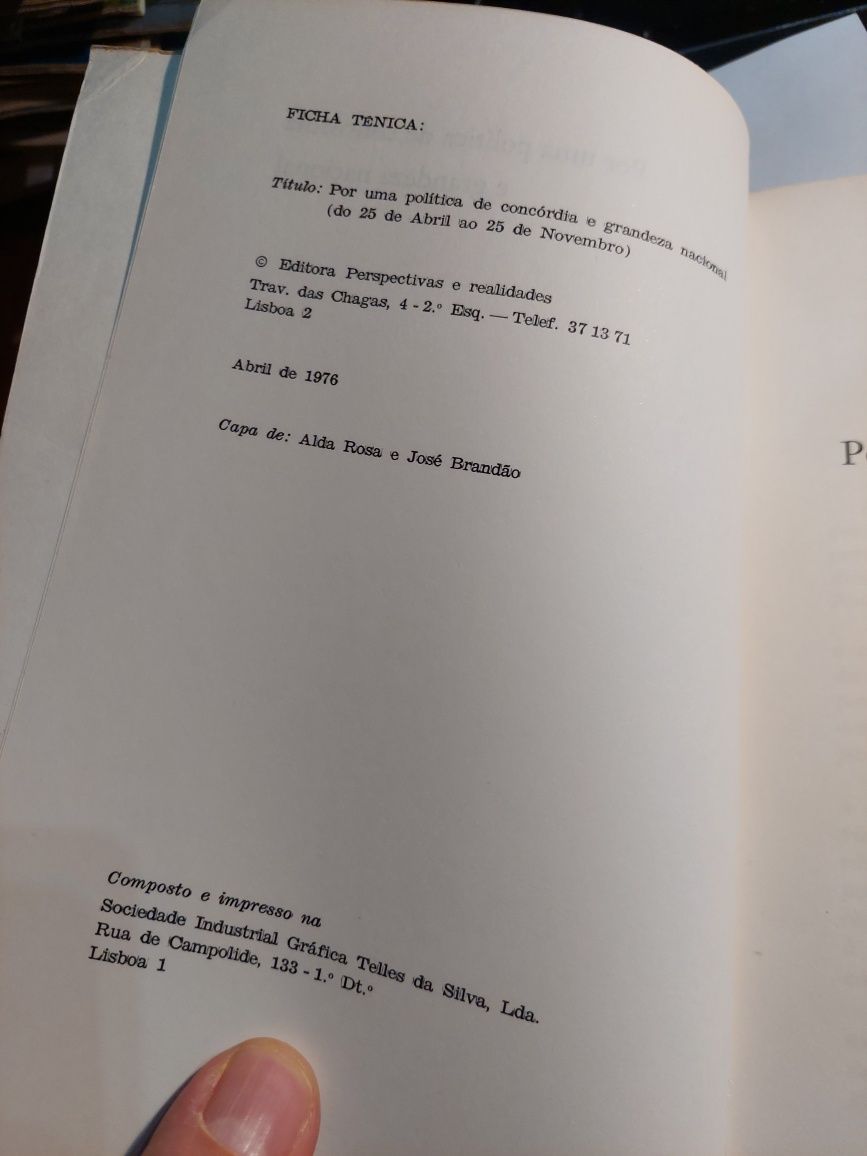 FICHA TÉNICA:
Título: Por uma política de concórdia e grandeza nacional
(do 25 de Abril ao 25 de Novembro)
© Editora Perspectivas e realidades
Trav. das Chagas, 4 - 2.º Esq. — Telef. 37 13 71
Lisboa 2
Abril de 1976
Capa de: Alda Rosa e José Brandão
Composto e impresso na
Sociedade Industrial Gráfica Telles da Silva, Lda.
Rua de Campolide, 133 - 1.º Dt.º
Lisboa 1